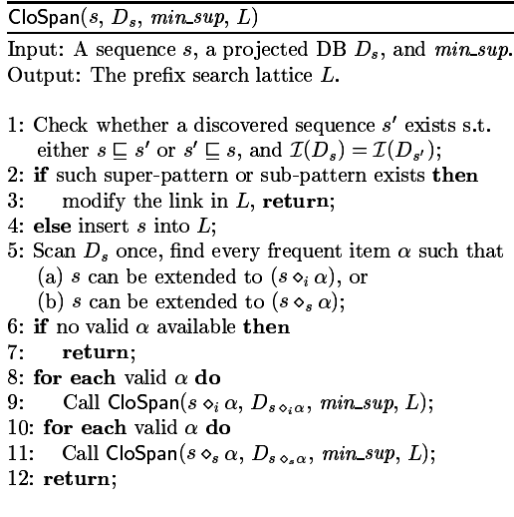 CloSpan(s, D_s, min_sup, L)
Input: A sequence s, a projected DB D_s, and min_sup.
Output: The prefix search lattice L.
1: Check whether a discovered sequence s′ exists s.t.
either s ⊑ s′ or s′ ⊑ s, and 𝓘(D_s) = 𝓘(D_s′);
2: if such super-pattern or sub-pattern exists then
3: modify the link in L, return;
4: else insert s into L;
5: Scan D_s once, find every frequent item α such that
(a) s can be extended to (s ⋄_i α), or
(b) s can be extended to (s ⋄_s α);
6: if no valid α available then
7: return;
8: for each valid α do
9: Call CloSpan(s ⋄_i α, D_{s ⋄_i α}, min_sup, L);
10: for each valid α do
11: Call CloSpan(s ⋄_s α, D_{s ⋄_s α}, min_sup, L);
12: return;